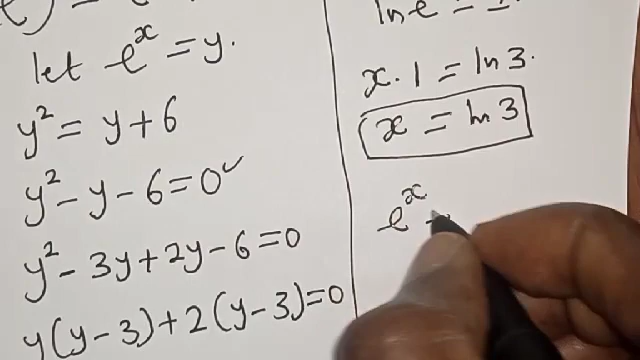 let e^x = y.
y² = y + 6
y² - y - 6 = 0✓
y² - 3y + 2y - 6 = 0
y(y - 3) + 2(y - 3) = 0
ln e =
x · 1 = ln 3.
x = ln 3
e^x